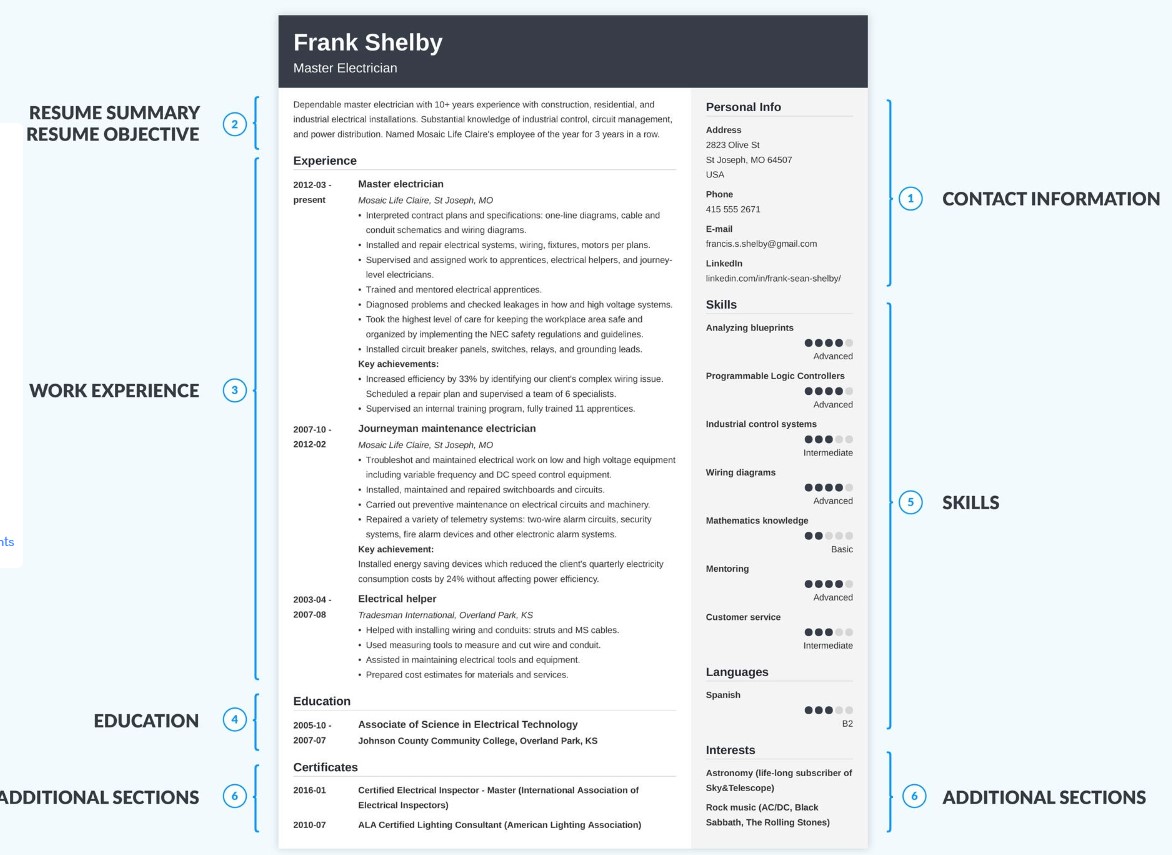 Frank Shelby
Master Electrician
RESUME SUMMARY
RESUME OBJECTIVE
2
Dependable master electrician with 10+ years experience with construction, residential, and
industrial electrical installations. Substantial knowledge of industrial control, circuit management,
and power distribution. Named Mosaic Life Claire's employee of the year for 3 years in a row.
WORK EXPERIENCE
3
Experience
2012-03 -
present
Master electrician
Mosaic Life Claire, St Joseph, MO
• Interpreted contract plans and specifications: one-line diagrams, cable and
conduit schematics and wiring diagrams.
• Installed and repair electrical systems, wiring, fixtures, motors per plans.
• Supervised and assigned work to apprentices, electrical helpers, and journey-
level electricians.
• Trained and mentored electrical apprentices.
• Diagnosed problems and checked leakages in how and high voltage systems.
• Took the highest level of care for keeping the workplace area safe and
organized by implementing the NEC safety regulations and guidelines.
• Installed circuit breaker panels, switches, relays, and grounding leads.
Key achievements:
• Increased efficiency by 33% by identifying our client's complex wiring issue.
Scheduled a repair plan and supervised a team of 6 specialists.
• Supervised an internal training program, fully trained 11 apprentices.
2007-10 -
2012-02
Journeyman maintenance electrician
Mosaic Life Claire, St Joseph, MO
• Troubleshot and maintained electrical work on low and high voltage equipment
including variable frequency and DC speed control equipment.
• Installed, maintained and repaired switchboards and circuits.
• Carried out preventive maintenance on electrical circuits and machinery.
• Repaired a variety of telemetry systems: two-wire alarm circuits, security
systems, fire alarm devices and other electronic alarm systems.
Key achievement:
Installed energy saving devices which reduced the client's quarterly electricity
consumption costs by 24% without affecting power efficiency.
2003-04 -
2007-08
Electrical helper
Tradesman International, Overland Park, KS
• Helped with installing wiring and conduits: struts and MS cables.
• Used measuring tools to measure and cut wire and conduit.
• Assisted in maintaining electrical tools and equipment.
• Prepared cost estimates for materials and services.
nts
EDUCATION
4
Education
2005-10 -
2007-07
Associate of Science in Electrical Technology
Johnson County Community College, Overland Park, KS
ADDITIONAL SECTIONS
6
Certificates
2016-01
Certified Electrical Inspector - Master (International Association of
Electrical Inspectors)
2010-07
ALA Certified Lighting Consultant (American Lighting Association)
Personal Info
Address
2823 Olive St
St Joseph, MO 64507
USA
Phone
415 555 2671
E-mail
francis.s.shelby@gmail.com
LinkedIn
linkedin.com/in/frank-sean-shelby/
1
CONTACT INFORMATION
Skills
Analyzing blueprints
Advanced
Programmable Logic Controllers
Advanced
Industrial control systems
Intermediate
Wiring diagrams
Advanced
Mathematics knowledge
Basic
Mentoring
Advanced
Customer service
Intermediate
Languages
Spanish
B2
5
SKILLS
Interests
Astronomy (life-long subscriber of
Sky&Telescope)
Rock music (AC/DC, Black
Sabbath, The Rolling Stones)
6
ADDITIONAL SECTIONS